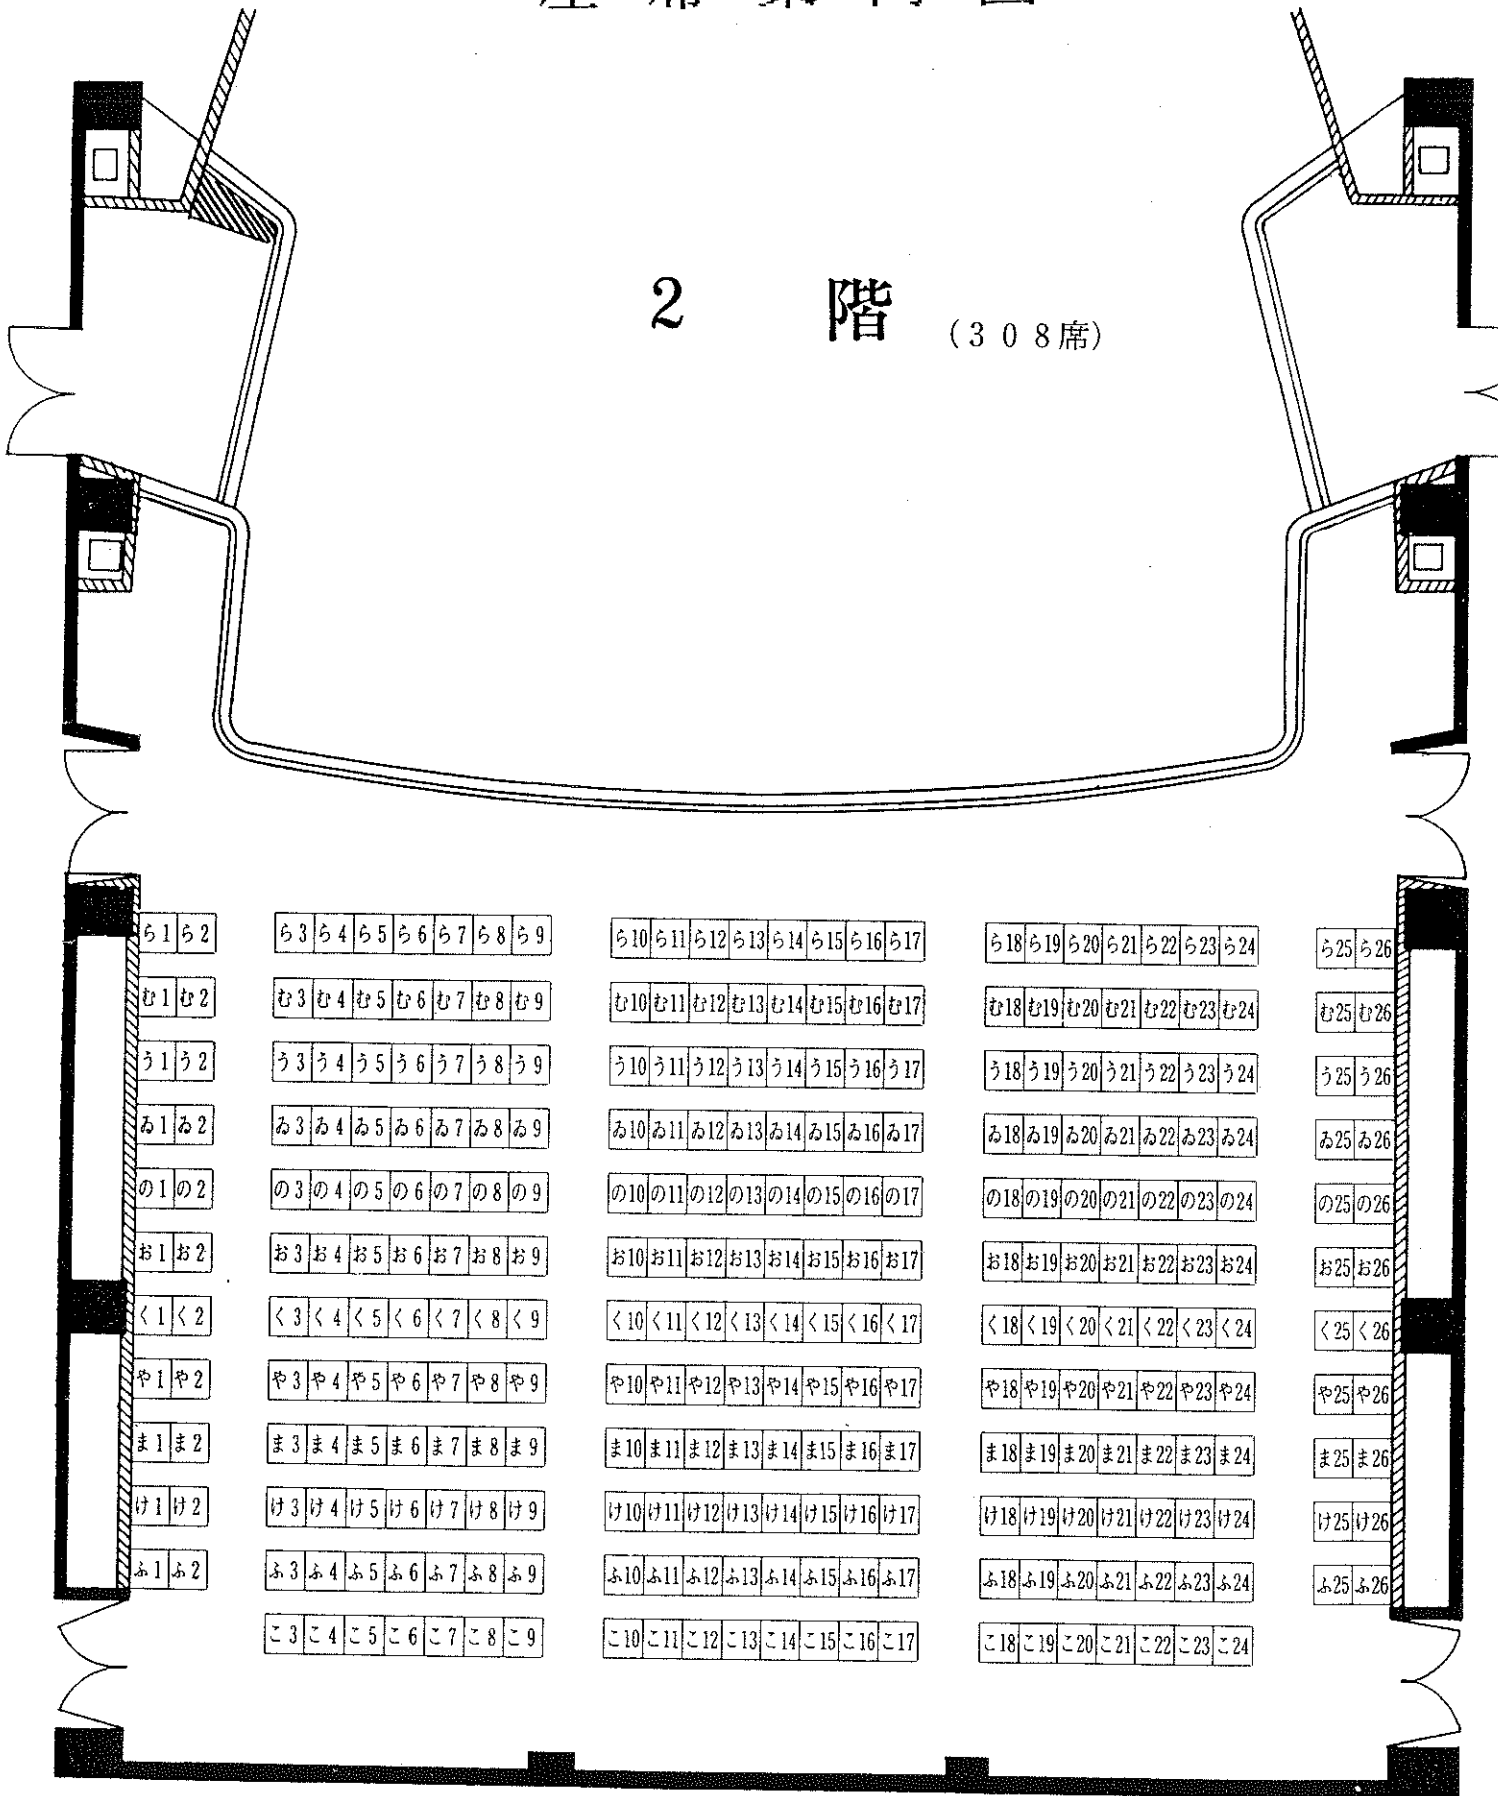 2 階 (308席)
ら1 ら2 ら3 ら4 ら5 ら6 ら7 ら8 ら9 ら10 ら11 ら12 ら13 ら14 ら15 ら16 ら17 ら18 ら19 ら20 ら21 ら22 ら23 ら24 ら25 ら26
む1 む2 む3 む4 む5 む6 む7 む8 む9 む10 む11 む12 む13 む14 む15 む16 む17 む18 む19 む20 む21 む22 む23 む24 む25 む26
う1 う2 う3 う4 う5 う6 う7 う8 う9 う10 う11 う12 う13 う14 う15 う16 う17 う18 う19 う20 う21 う22 う23 う24 う25 う26
ゐ1 ゐ2 ゐ3 ゐ4 ゐ5 ゐ6 ゐ7 ゐ8 ゐ9 ゐ10 ゐ11 ゐ12 ゐ13 ゐ14 ゐ15 ゐ16 ゐ17 ゐ18 ゐ19 ゐ20 ゐ21 ゐ22 ゐ23 ゐ24 ゐ25 ゐ26
の1 の2 の3 の4 の5 の6 の7 の8 の9 の10 の11 の12 の13 の14 の15 の16 の17 の18 の19 の20 の21 の22 の23 の24 の25 の26
お1 お2 お3 お4 お5 お6 お7 お8 お9 お10 お11 お12 お13 お14 お15 お16 お17 お18 お19 お20 お21 お22 お23 お24 お25 お26
く1 く2 く3 く4 く5 く6 く7 く8 く9 く10 く11 く12 く13 く14 く15 く16 く17 く18 く19 く20 く21 く22 く23 く24 く25 く26
や1 や2 や3 や4 や5 や6 や7 や8 や9 や10 や11 や12 や13 や14 や15 や16 や17 や18 や19 や20 や21 や22 や23 や24 や25 や26
ま1 ま2 ま3 ま4 ま5 ま6 ま7 ま8 ま9 ま10 ま11 ま12 ま13 ま14 ま15 ま16 ま17 ま18 ま19 ま20 ま21 ま22 ま23 ま24 ま25 ま26
け1 け2 け3 け4 け5 け6 け7 け8 け9 け10 け11 け12 け13 け14 け15 け16 け17 け18 け19 け20 け21 け22 け23 け24 け25 け26
ふ1 ふ2 ふ3 ふ4 ふ5 ふ6 ふ7 ふ8 ふ9 ふ10 ふ11 ふ12 ふ13 ふ14 ふ15 ふ16 ふ17 ふ18 ふ19 ふ20 ふ21 ふ22 ふ23 ふ24 ふ25 ふ26
こ3 こ4 こ5 こ6 こ7 こ8 こ9 こ10 こ11 こ12 こ13 こ14 こ15 こ16 こ17 こ18 こ19 こ20 こ21 こ22 こ23 こ24